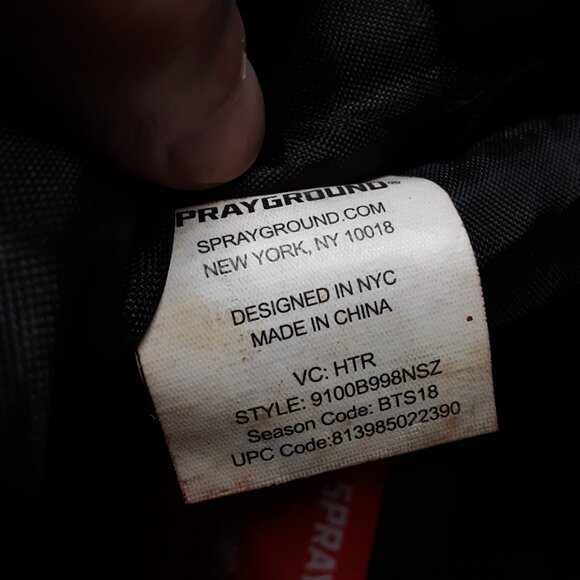 PRAYGROUND®
SPRAYGROUND.COM
NEW YORK, NY 10018
DESIGNED IN NYC
MADE IN CHINA
VC: HTR
STYLE: 9100B998NSZ
Season Code: BTS18
UPC Code:813985022390
SPRAY